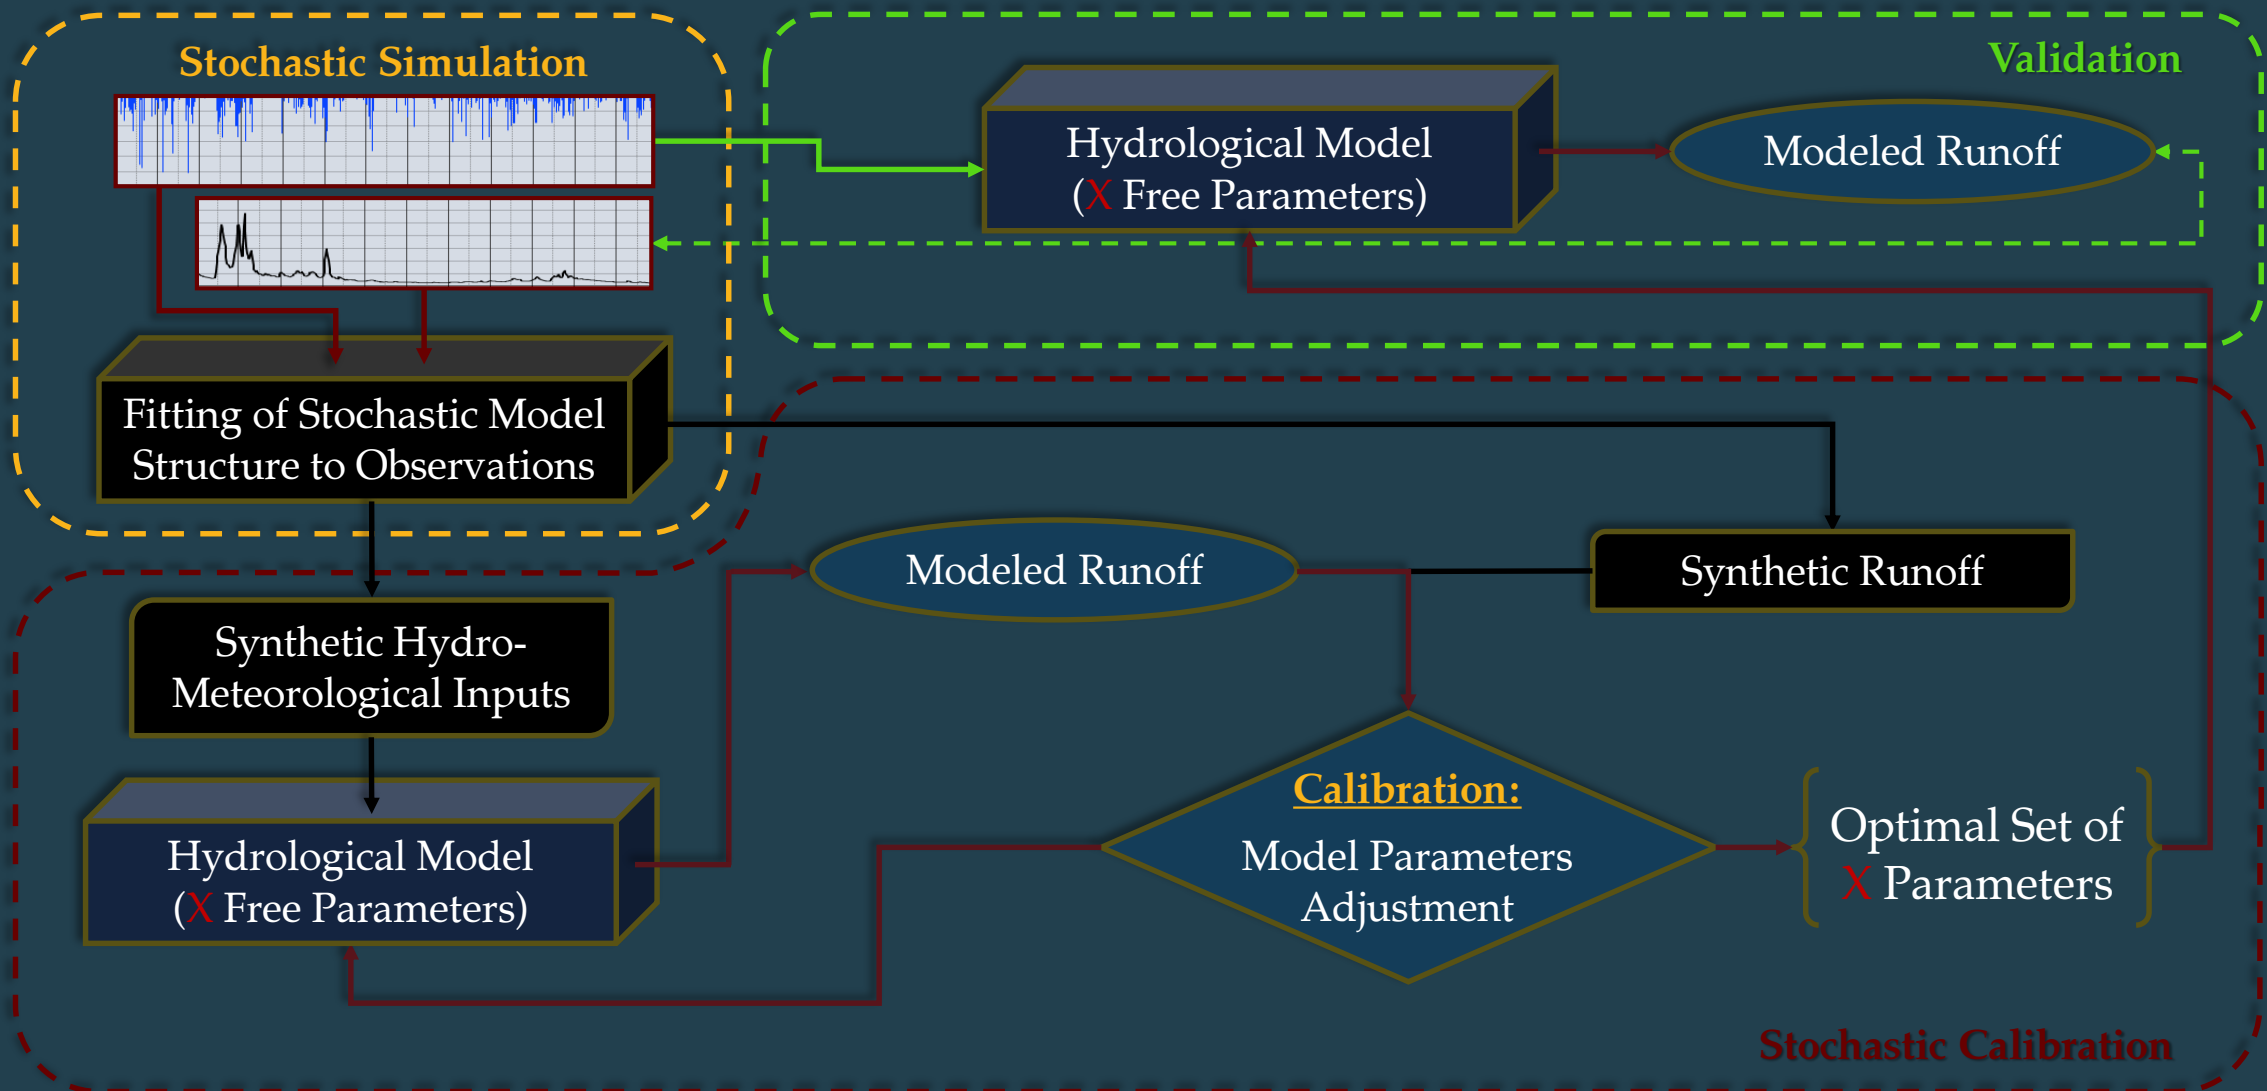 Stochastic Simulation
Validation
Hydrological Model
(X Free Parameters)
Modeled Runoff
Fitting of Stochastic Model
Structure to Observations
Modeled Runoff
Synthetic Runoff
Synthetic Hydro-
Meteorological Inputs
Hydrological Model
(X Free Parameters)
Calibration:
Model Parameters
Adjustment
Optimal Set of
X Parameters
Stochastic Calibration